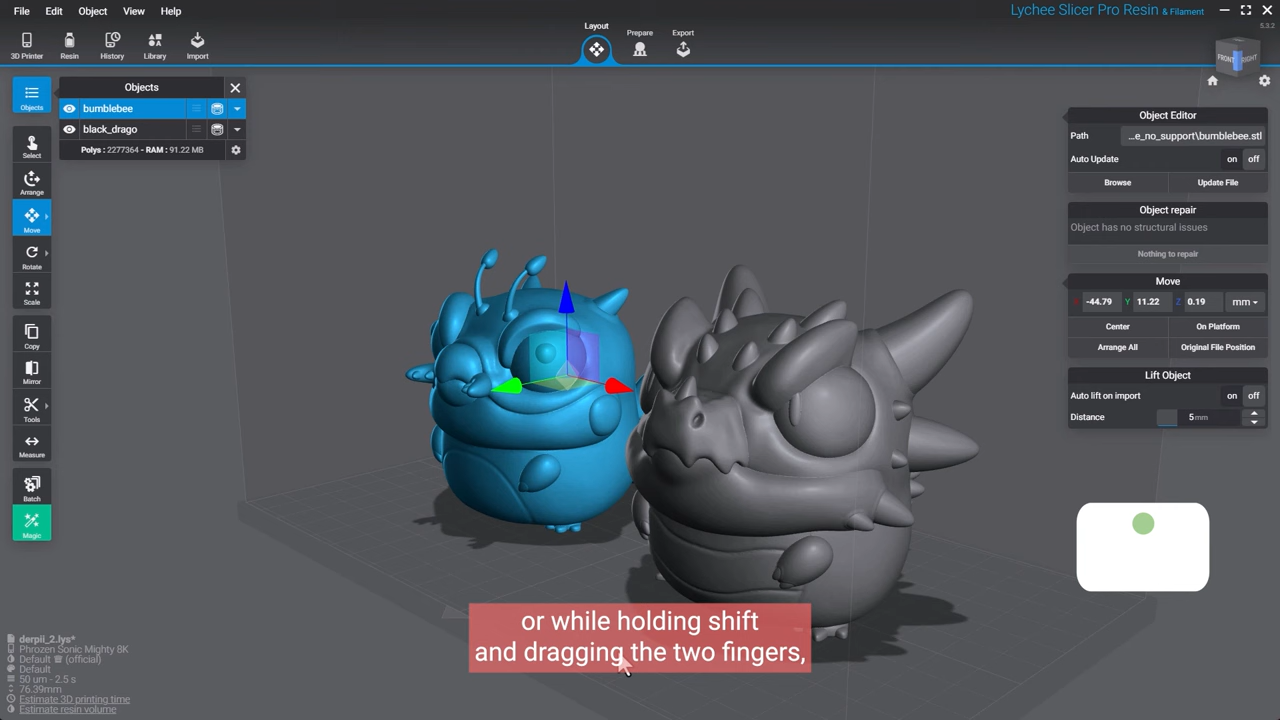 File Edit Object View Help
Lychee Slicer Pro Resin & Filament
5.3.2
3D Printer Resin History Library Import
Layout Prepare Export
FRONT RIGHT
Objects
Select
Arrange
Move
Rotate
Scale
Copy
Mirror
Tools
Measure
Batch
Magic
Objects
bumblebee
black_drago
Polys : 2277364 - RAM : 91.22 MB
Object Editor
Path ...e_no_support\bumblebee.stl
Auto Update on off
Browse Update File
Object repair
Object has no structural issues
Nothing to repair
Move
X -44.79 Y 11.22 Z 0.19 mm
Center On Platform
Arrange All Original File Position
Lift Object
Auto lift on import on off
Distance 5mm
or while holding shift
and dragging the two fingers,
derpii_2.lys*
Phrozen Sonic Mighty 8K
Default (official)
Default
50 um - 2.5 s
76.39mm
Estimate 3D printing time
Estimate resin volume